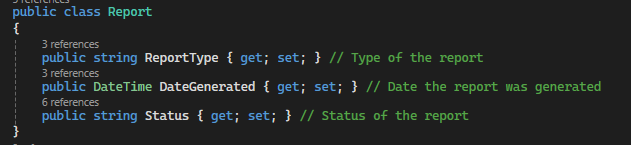 public class Report
{
3 references
public string ReportType { get; set; } // Type of the report
3 references
public DateTime DateGenerated { get; set; } // Date the report was generated
6 references
public string Status { get; set; } // Status of the report
}